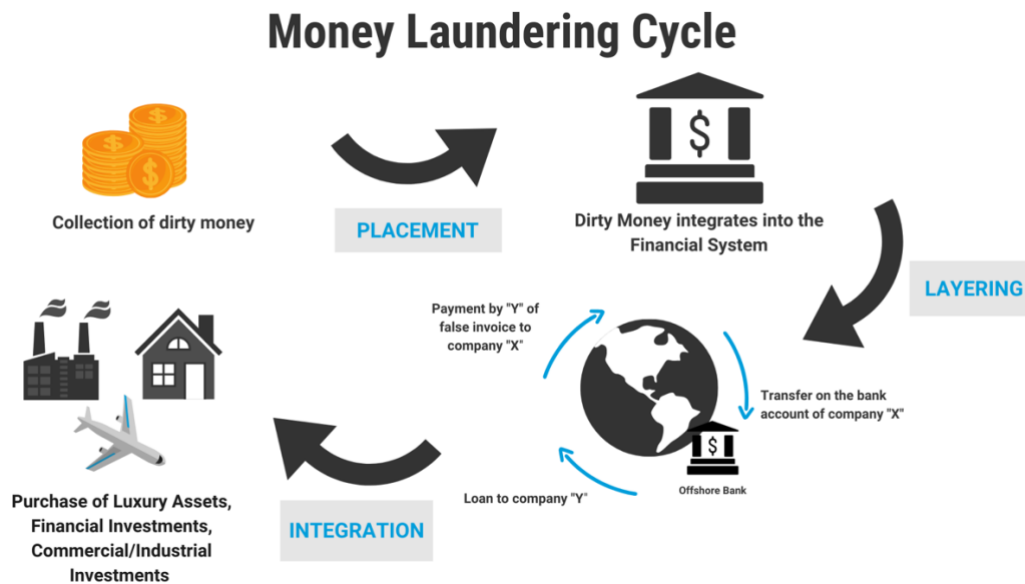 Money Laundering Cycle
Collection of dirty money
PLACEMENT
Dirty Money integrates into the
Financial System
LAYERING
Payment by "Y" of
false invoice to
company "X"
Transfer on the bank
account of company "X"
Offshore Bank
Loan to company "Y"
INTEGRATION
Purchase of Luxury Assets,
Financial Investments,
Commercial/Industrial
Investments